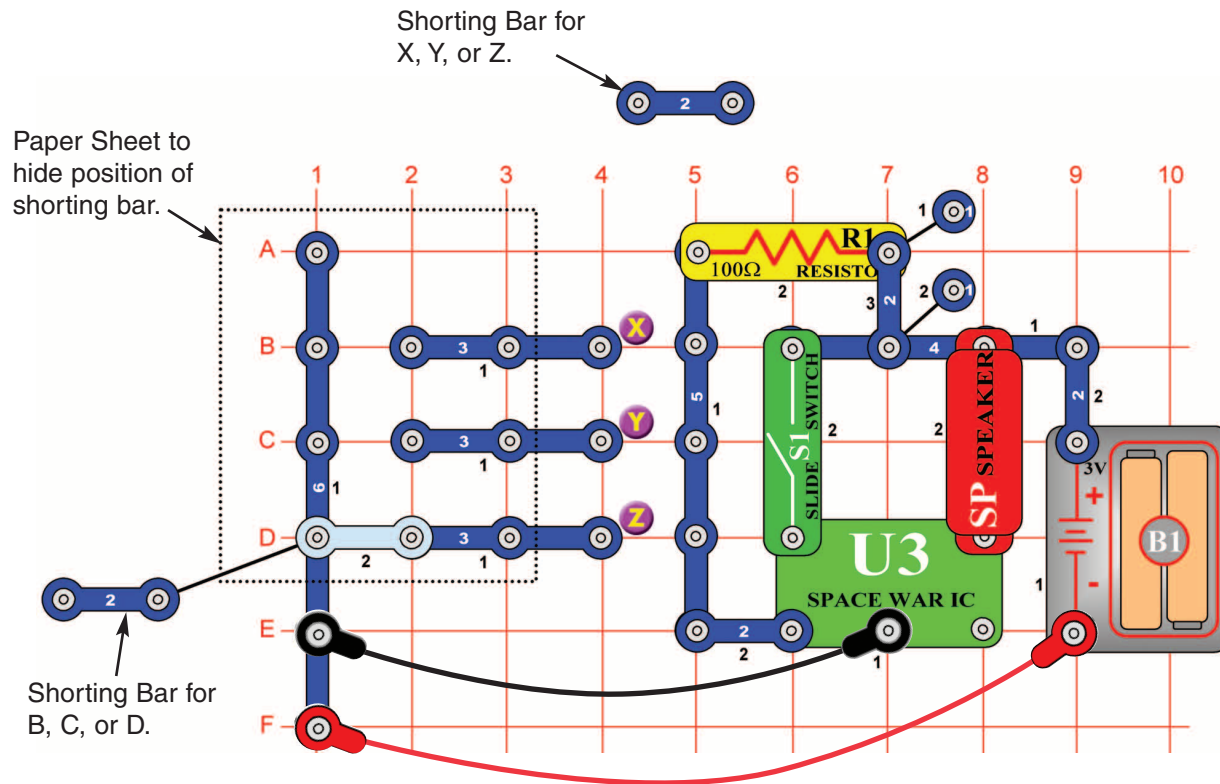 Shorting Bar for
X, Y, or Z.
2
Paper Sheet to
hide position of
shorting bar.
1 2 3 4 5 6 7 8 9 10
1 1
A
R1
100Ω RESISTO
2
3 2
2 1
X
B
3
1
4
1
SPEAKER
SP
2
2 2
Y
C
3
1
5
1
SLIDE SWITCH
S1
2
3V
+
-
B1
1
6 1
Z
D
2
3
1
U3
SPACE WAR IC
2
E
2
2
1
Shorting Bar for
B, C, or D.
F